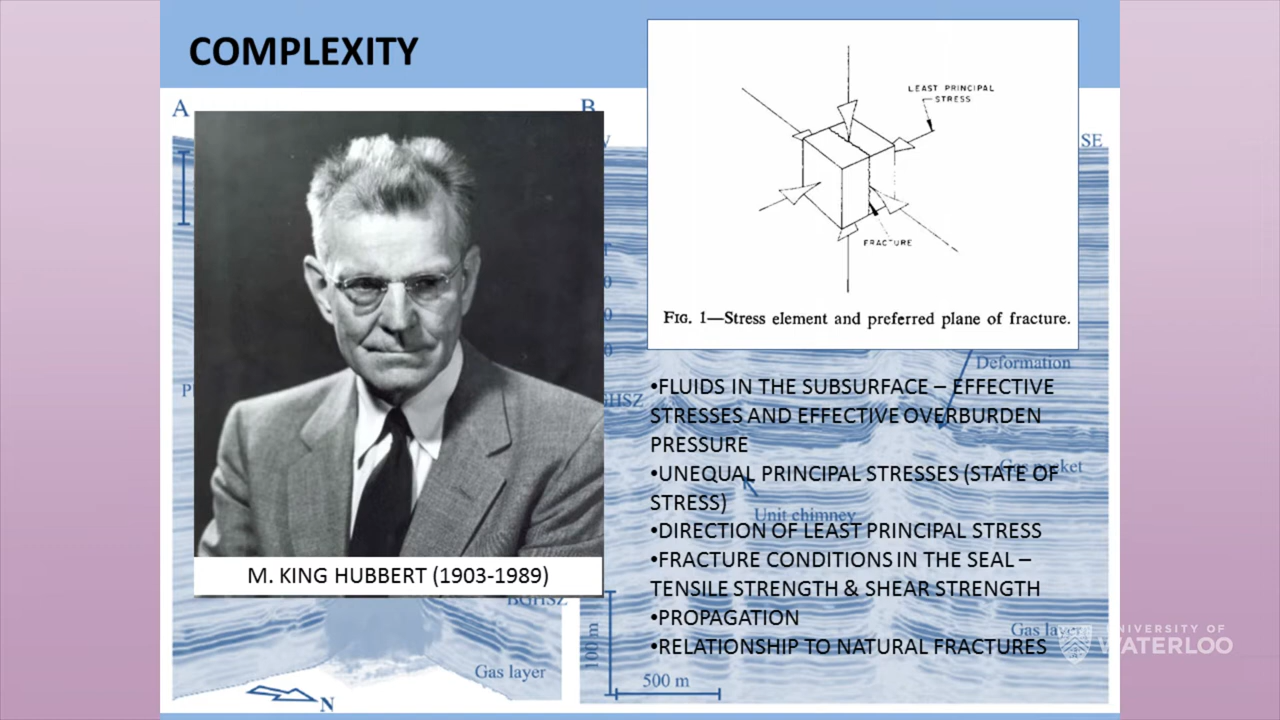 COMPLEXITY
A
B
SE
LEAST PRINCIPAL
STRESS
FRACTURE
FIG. 1—Stress element and preferred plane of fracture.
M. KING HUBBERT (1903-1989)
Deformation
•FLUIDS IN THE SUBSURFACE – EFFECTIVE
STRESSES AND EFFECTIVE OVERBURDEN
PRESSURE
Gas pocket
•UNEQUAL PRINCIPAL STRESSES (STATE OF
STRESS)
Unit chimney
•DIRECTION OF LEAST PRINCIPAL STRESS
•FRACTURE CONDITIONS IN THE SEAL –
TENSILE STRENGTH & SHEAR STRENGTH
•PROPAGATION
•RELATIONSHIP TO NATURAL FRACTURES
BGHSZ
Gas layer
Gas layer
100 m
500 m
N
UNIVERSITY OF
WATERLOO